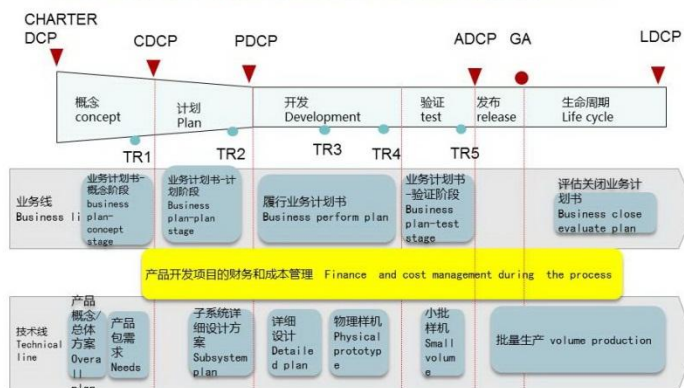 CHARTER
DCP
CDCP
PDCP
ADCP
GA
LDCP
概念
concept
计划
Plan
开发
Development
验证
test
发布
release
生命周期
Life cycle
TR1
TR2
TR3
TR4
TR5
业务线
Business li
业务计划书-
概念阶段
business
plan-
concept
stage
业务计划书-计
划阶段
Business
plan-plan
stage
履行业务计划书
Business perform plan
业务计划书
-验证阶段
Business
plan-test
stage
评估关闭业务计
划书
Business close
evaluate plan
产品开发项目的财务和成本管理 Finance and cost management during the process
技术线
Technical
line
产品
概念/
总体
方案
Overa
ll
plan
产品
包需
求
Needs
子系统详
细设计方
案
Subsystem
plan
详细
设计
Detaile
d plan
物理样机
Physical
prototyp
e
小批
样机
Small
volum
e
批量生产 volume production